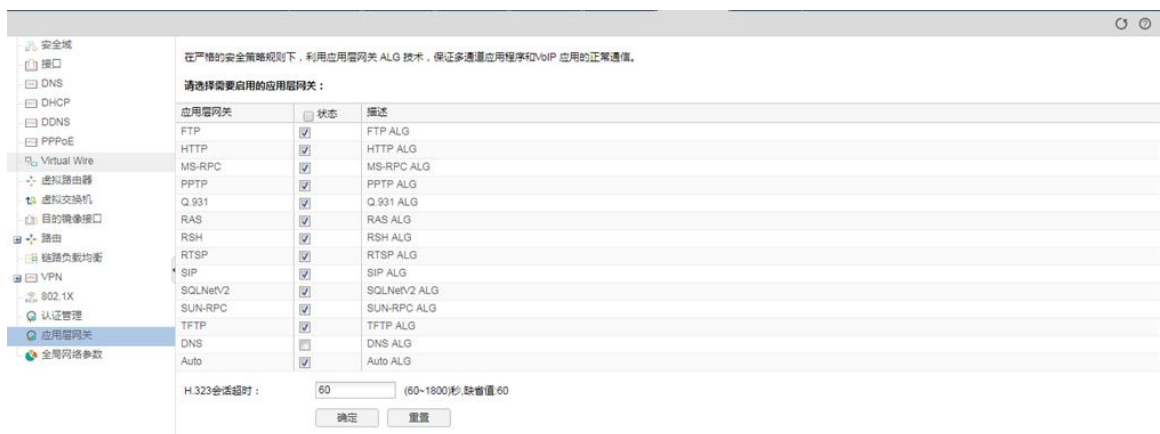 安全域
接口
DNS
DHCP
DDNS
PPPoE
Virtual Wire
虚拟路由器
虚拟交换机
目的镜像接口
路由
链路负载均衡
VPN
802.1X
认证管理
应用层网关
全局网络参数
在严格的安全策略规则下，利用应用层网关 ALG 技术，保证多通道应用程序和VoIP 应用的正常通信。
请选择需要启用的应用层网关：
应用层网关 状态 描述
FTP FTP ALG
HTTP HTTP ALG
MS-RPC MS-RPC ALG
PPTP PPTP ALG
Q.931 Q.931 ALG
RAS RAS ALG
RSH RSH ALG
RTSP RTSP ALG
SIP SIP ALG
SQLNetV2 SQLNetV2 ALG
SUN-RPC SUN-RPC ALG
TFTP TFTP ALG
DNS DNS ALG
Auto Auto ALG
H.323会话超时： 60 (60~1800)秒,缺省值:60
确定 重置